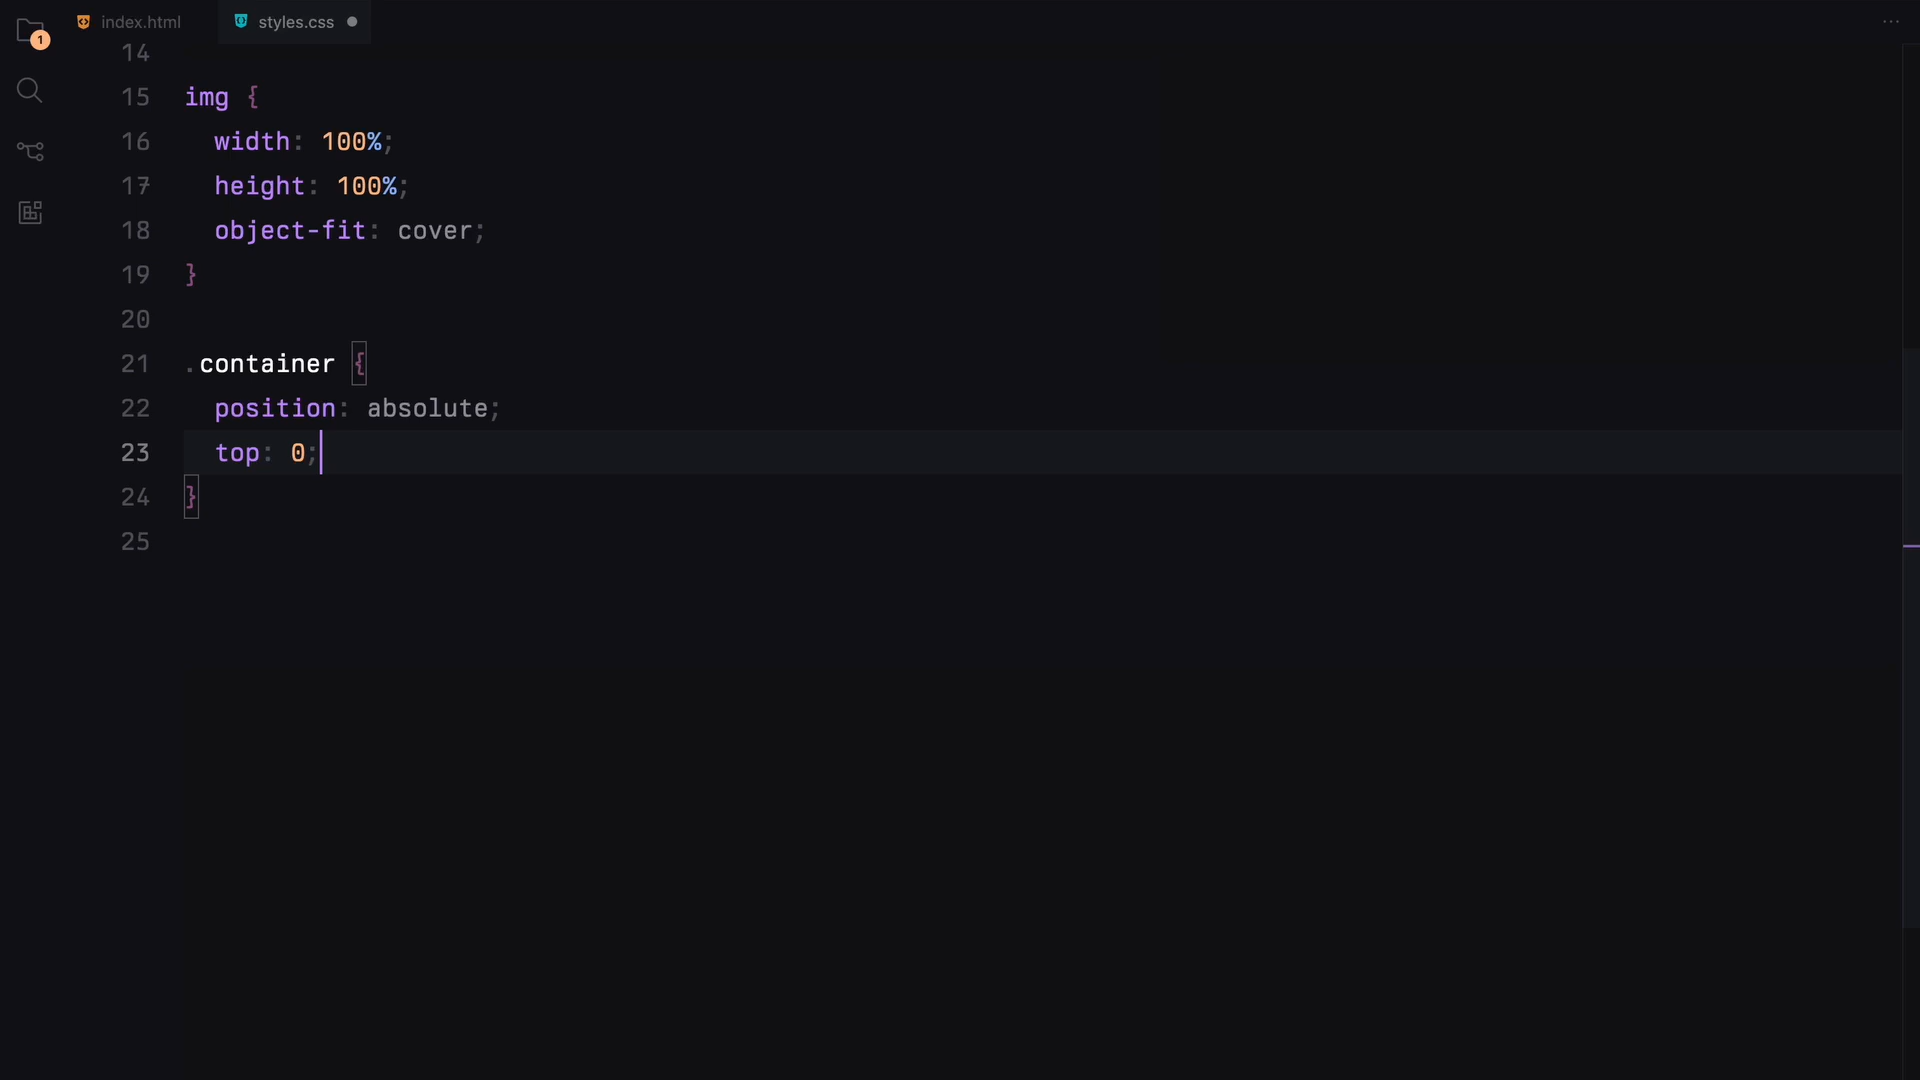 index.html
styles.css
1
14
15 img {
16   width: 100%;
17   height: 100%;
18   object-fit: cover;
19 }
20
21 .container {
22   position: absolute;
23   top: 0;
24 }
25